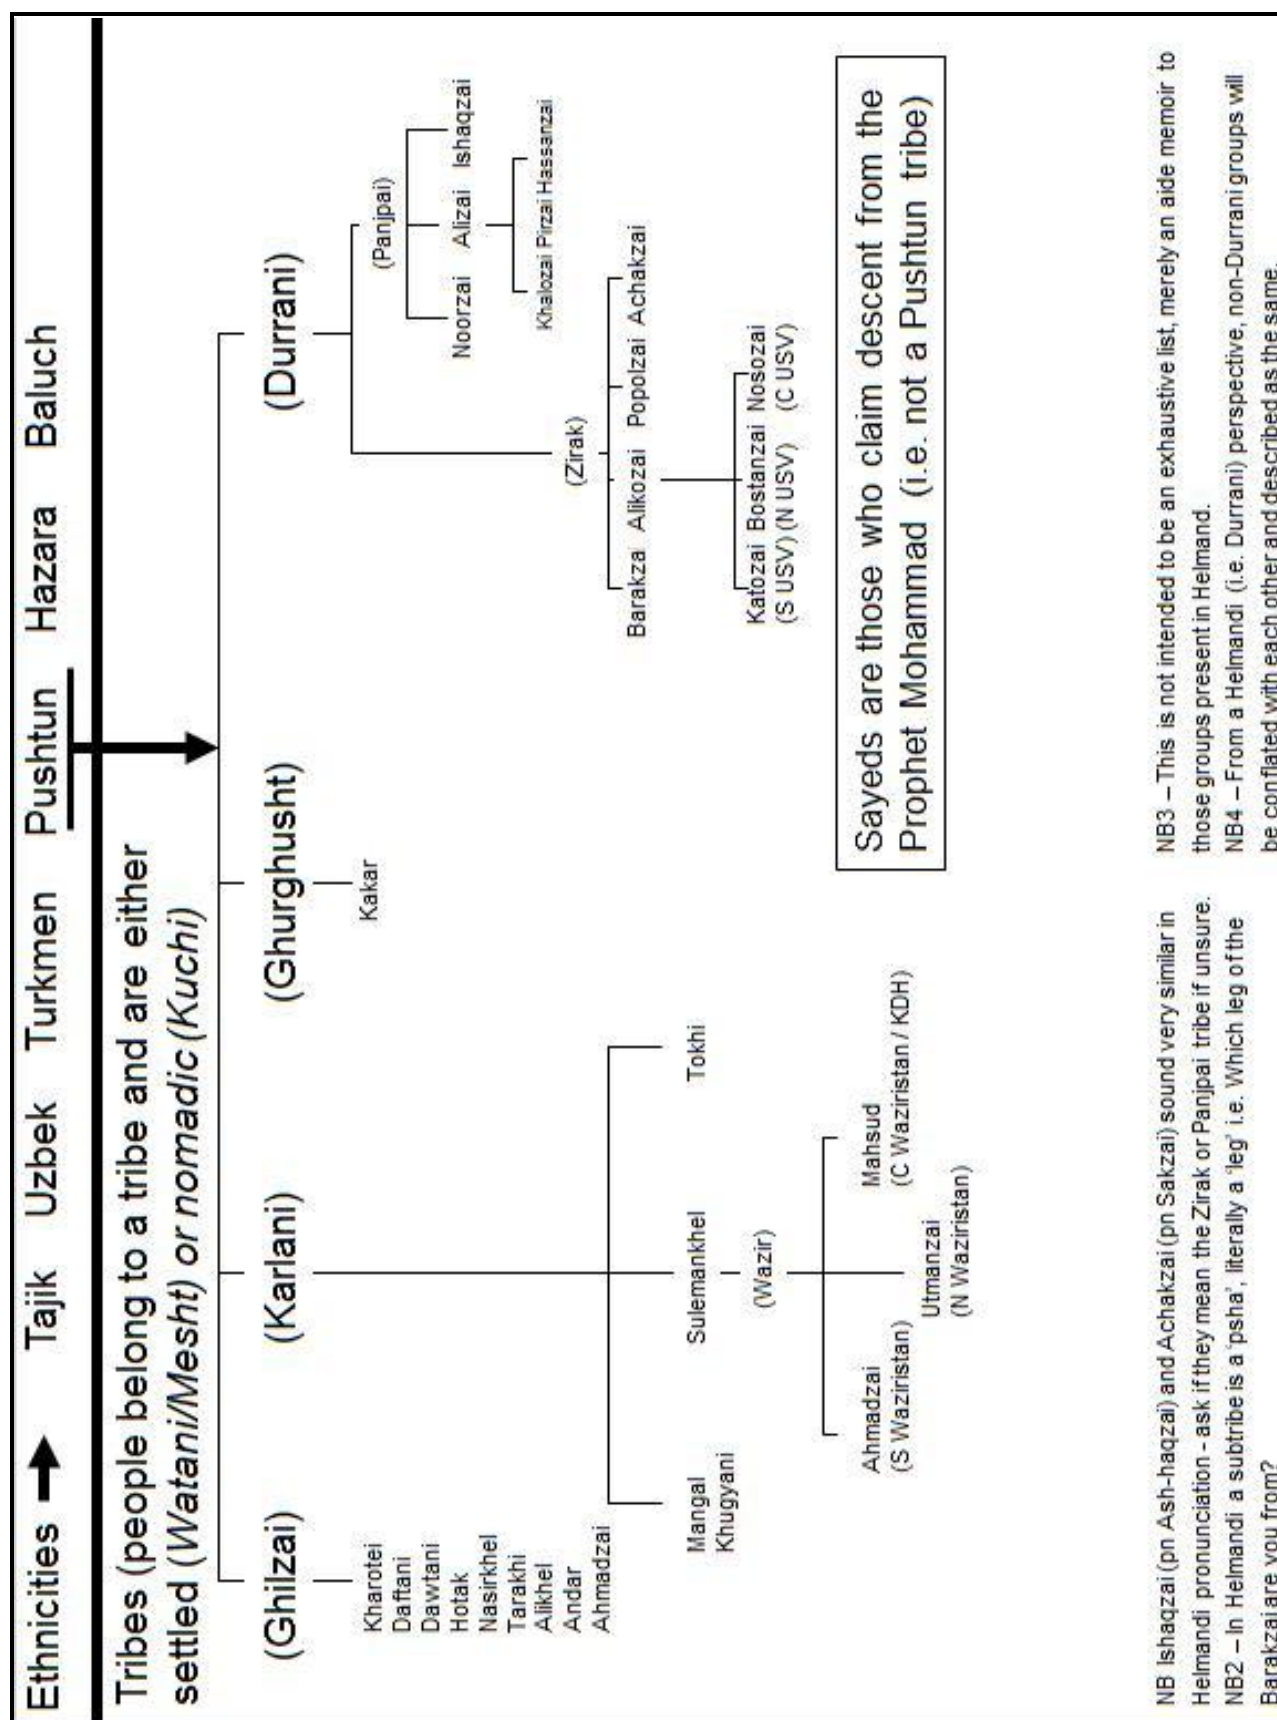 Ethnicities Tajik Uzbek Turkmen Pushtun Hazara Baluch
Tribes (people belong to a tribe and are either
settled (Watani/Mesht) or nomadic (Kuchi)
(Ghilzai) (Karlani) (Ghurghusht) (Durrani)
Kharotei
Daftani
Dawtani
Hotak
Nasirkhel
Tarakhi
Alikhel
Andar
Ahmadzai
Mangal
Khugyani
Sulemankhel
Tokhi
(Wazir)
Ahmadzai
(S Waziristan)
Mahsud
(C Waziristan / KDH)
Utmanzai
(N Waziristan)
Kakar
(Panjpai)
Noorzai Alizai Ishaqzai
Khalozai Pirzai Hassanzai
(Zirak)
Barakza Alikozai Popolzai Achakzai
Katozai Bostanzai Nosozai
(S USV) (N USV) (C USV)
Sayeds are those who claim descent from the
Prophet Mohammad (i.e. not a Pushtun tribe)
NB Ishaqzai (pn Ash-haqzai) and Achakzai (pn Sakzai) sound very similar in
Helmandi pronunciation - ask if they mean the Zirak or Panjpai tribe if unsure.
NB2 – In Helmandi a subtribe is a 'psha', literally a 'leg' i.e. Which leg of the
Barakzai are you from?
NB3 – This is not intended to be an exhaustive list, merely an aide memoir to
those groups present in Helmand.
NB4 – From a Helmandi (i.e. Durrani) perspective, non-Durrani groups will
be conflated with each other and described as the same.